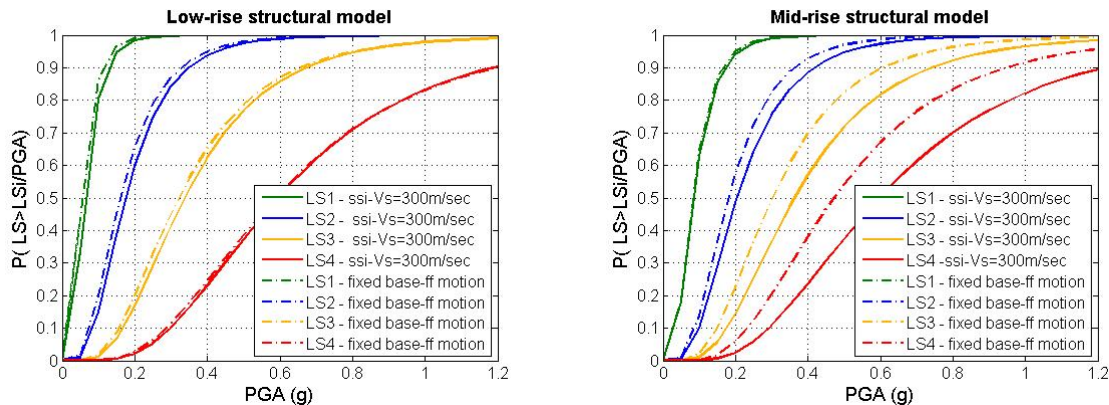 Low-rise structural model
P( LS>LSi/PGA)
1
0.9
0.8
0.7
0.6
0.5
0.4
0.3
0.2
0.1
0
LS1 - ssi-Vs=300m/sec
LS2 - ssi-Vs=300m/sec
LS3 - ssi-Vs=300m/sec
LS4 - ssi-Vs=300m/sec
LS1 - fixed base-ff motion
LS2 - fixed base-ff motion
LS3 - fixed base-ff motion
LS4 - fixed base-ff motion
0 0.2 0.4 0.6 0.8 1 1.2
PGA (g)
Mid-rise structural model
P( LS>LSi/PGA)
1
0.9
0.8
0.7
0.6
0.5
0.4
0.3
0.2
0.1
0
LS1 - ssi-Vs=300m/sec
LS2 - ssi-Vs=300m/sec
LS3 - ssi-Vs=300m/sec
LS4 -ssi-Vs=300m/sec
LS1 - fixed base-ff motion
LS2 - fixed base-ff motion
LS3 - fixed base-ff motion
LS4 - fixed base-ff motion
0 0.2 0.4 0.6 0.8 1 1.2
PGA (g)